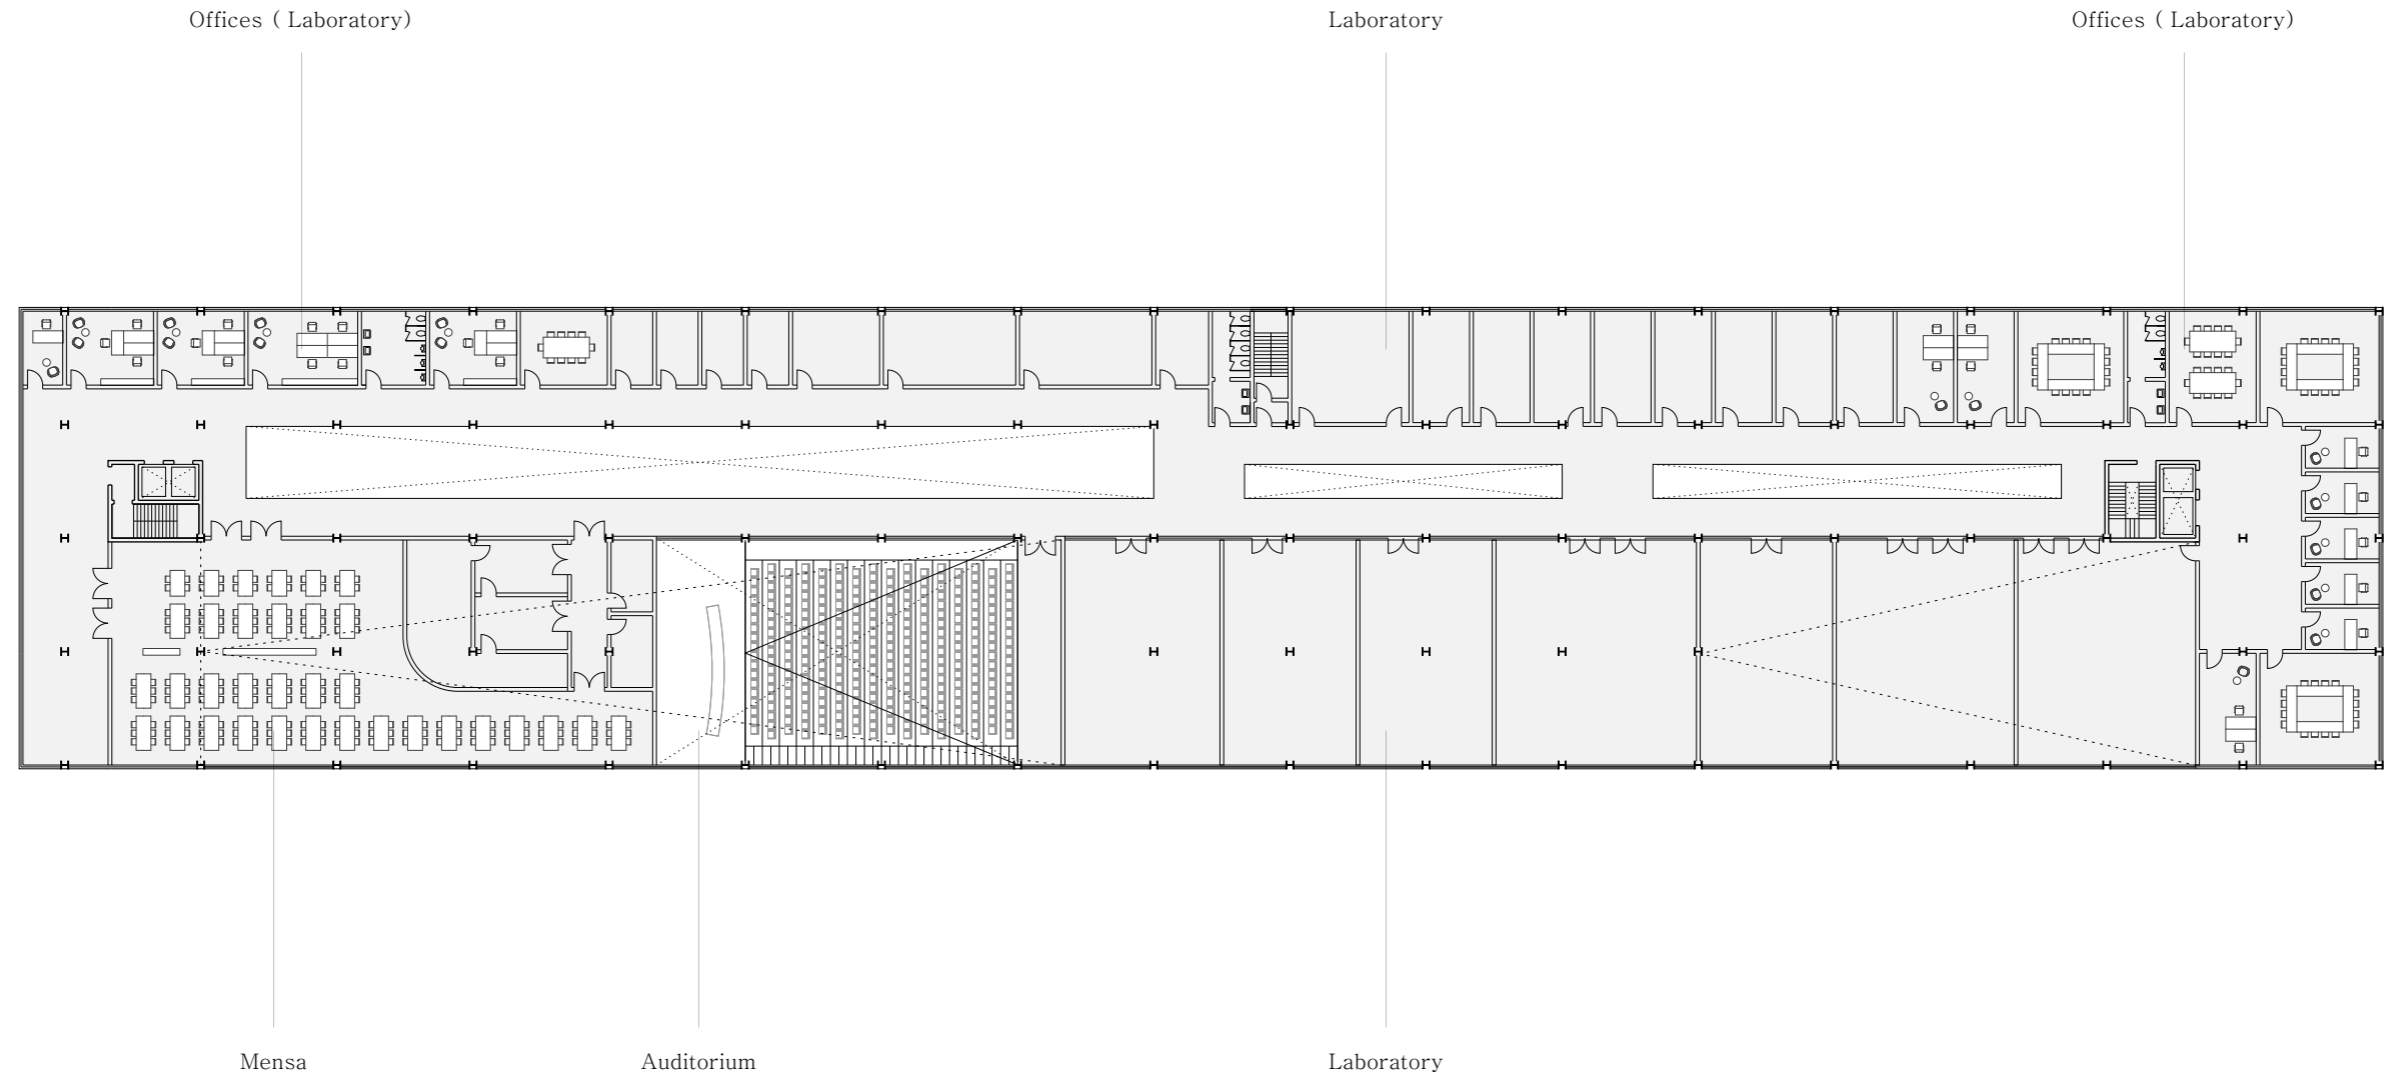 Offices ( Laboratory)
Laboratory
Offices ( Laboratory)
Mensa
Auditorium
Laboratory